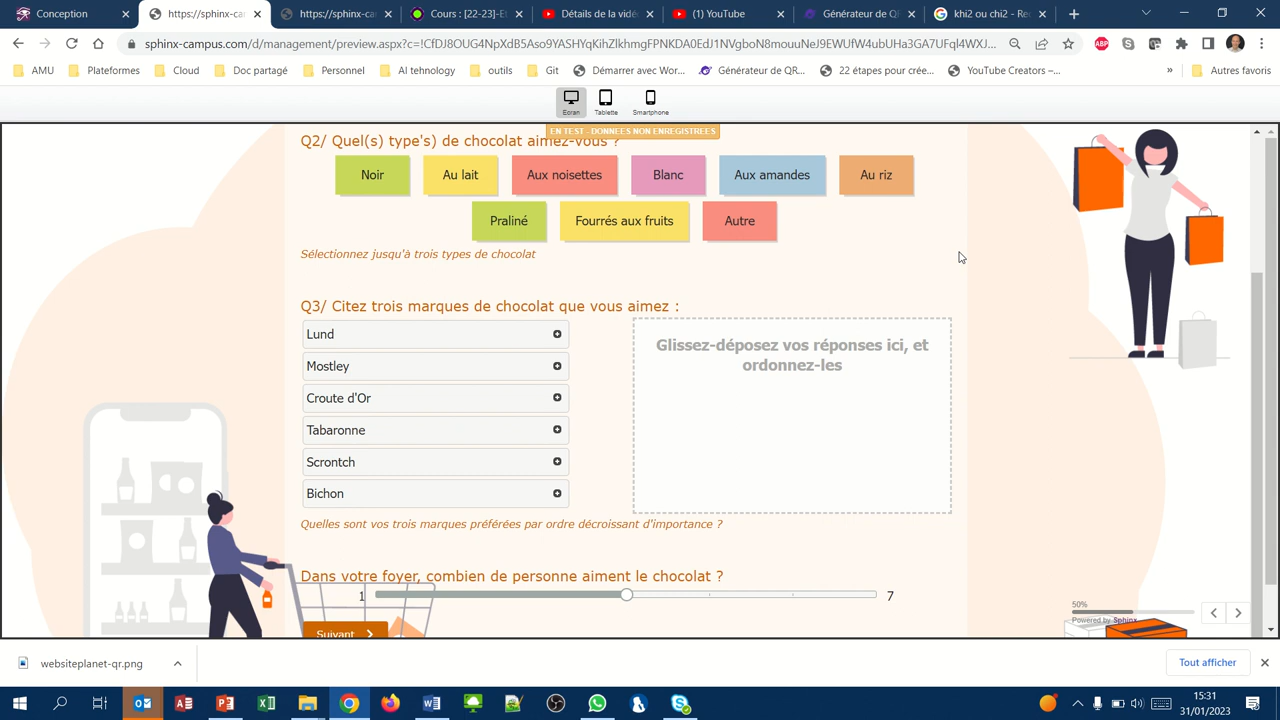 Conception
https://sphinx-ca
https://sphinx-ca
Cours : [22-23]-E
Détails de la vidé
(1) YouTube
Générateur de Q
khi2 ou chi2 - Re
sphinx-campus.com/d/management/preview.aspx?c=
AMU
Plateformes
Cloud
Doc partagé
Personnel
AI tehnology
outils
Git
Démarrer avec Wor...
Générateur de QR...
22 étapes pour crée...
YouTube Creators –...
»
Autres favoris
Ecran
Tablette
Smartphone
EN TEST - DONNEES NON ENREGISTREES
Q2/ Quel(s) type's) de chocolat aimez-vous ?
Noir
Au lait
Aux noisettes
Blanc
Aux amandes
Au riz
Praliné
Fourrés aux fruits
Autre
Sélectionnez jusqu'à trois types de chocolat
Q3/ Citez trois marques de chocolat que vous aimez :
Lund
Mostley
Croute d'Or
Tabaronne
Scrontch
Bichon
Glissez-déposez vos réponses ici, et
ordonnez-les
Quelles sont vos trois marques préférées par ordre décroissant d'importance ?
Dans votre foyer, combien de personne aiment le chocolat ?
1
7
Suivant
50%
Powered by Sphinx
websiteplanet-qr.png
Tout afficher
15:31
31/01/2023